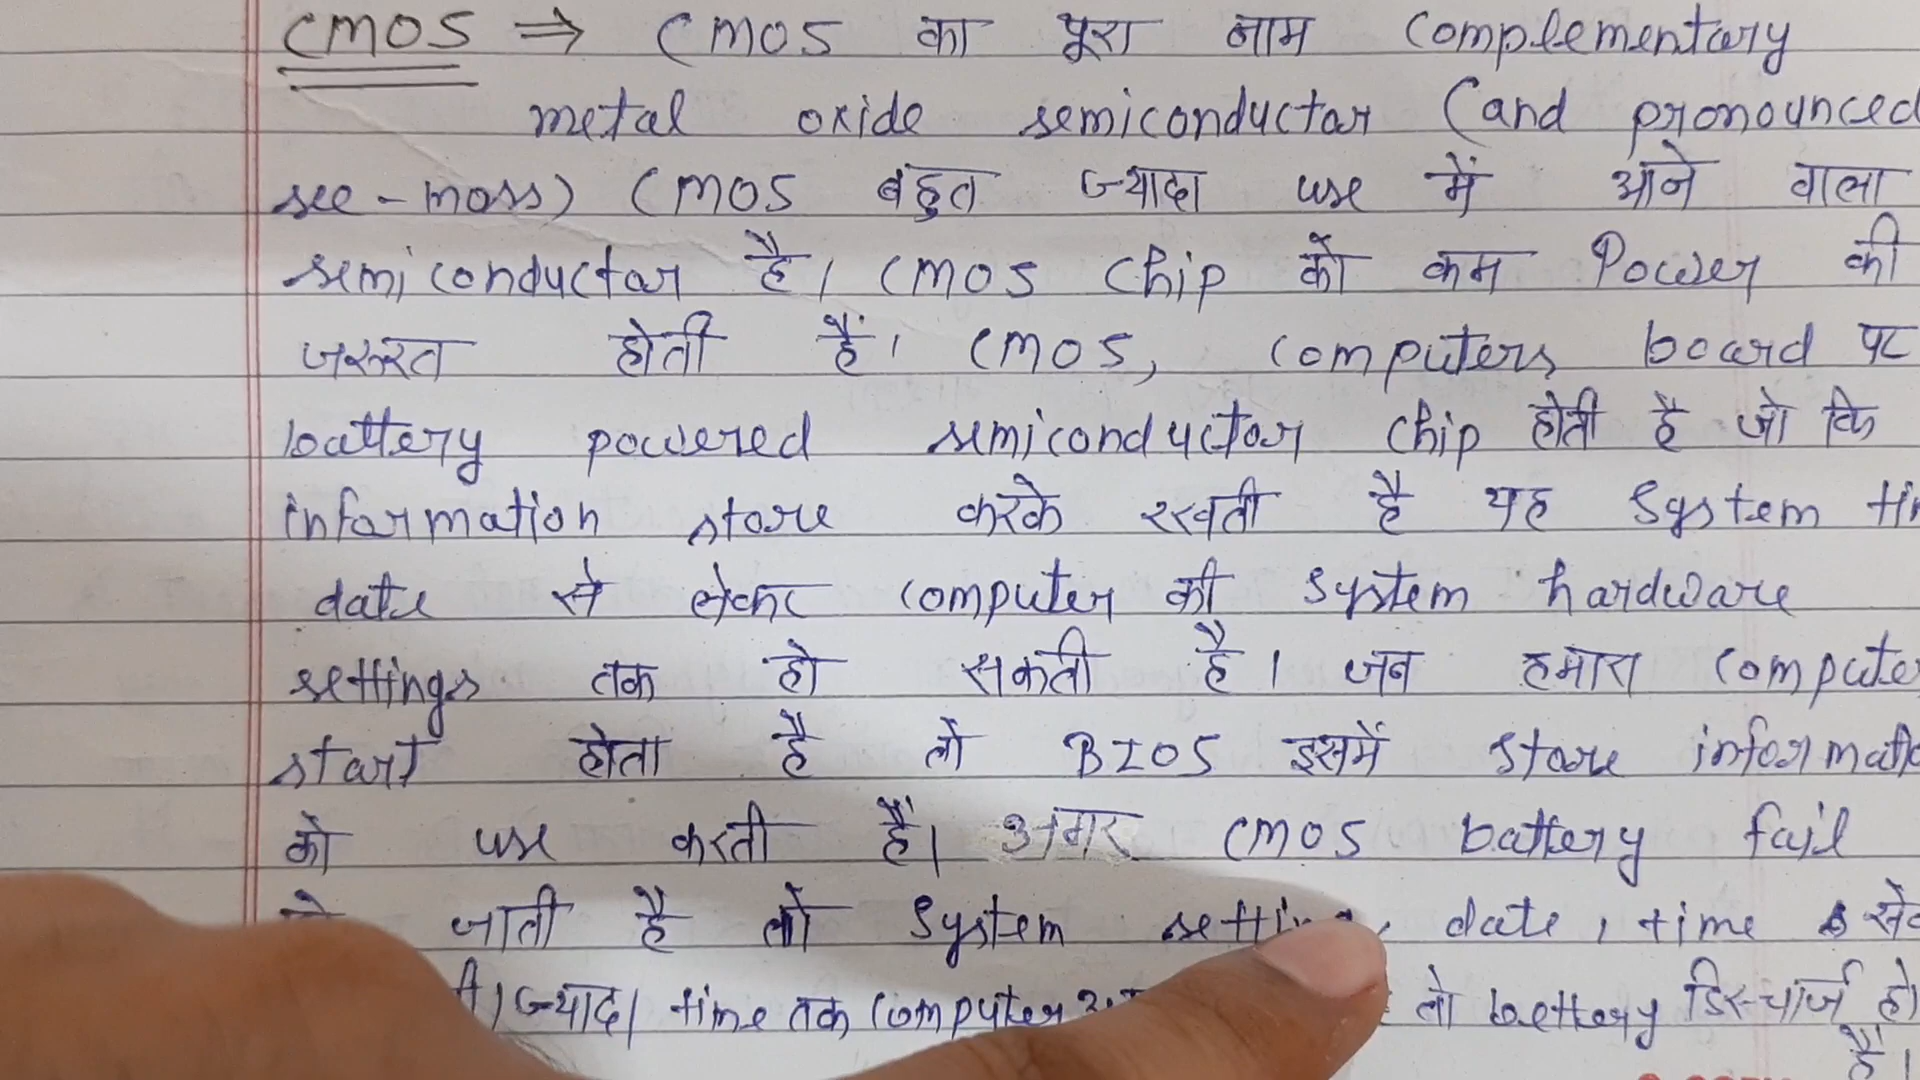 CMOS ⇒ CMOS का पूरा नाम Complementary
metal oxide semiconductor (and pronounced
see-moss) CMOS बहुत ज्यादा use में आने वाला
semiconductor है। CMOS Chip को कम Power की
जरूरत होती हैं। CMOS, Computers board पर
battery powered semiconductor chip होती है जो कि
information store करके रखती है यह System
date से लेकर computer की system hardware
settings तक हो सकती है। जब हमारा Computer
start होता है तो BIOS इसमें store
को use करती हैं। अगर CMOS battery fail
जाती है तो System date, time
ज्यादा time तक computer तो battery डिस्चार्ज हो
है।